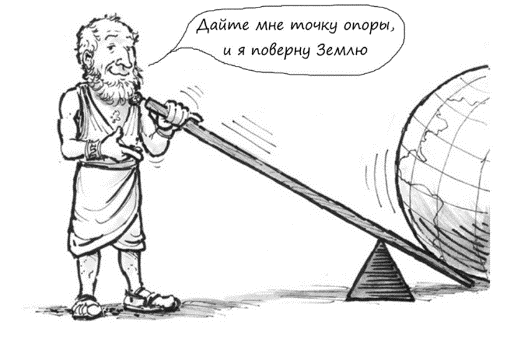 Дайте мне точку опоры,
и я поверну Землю